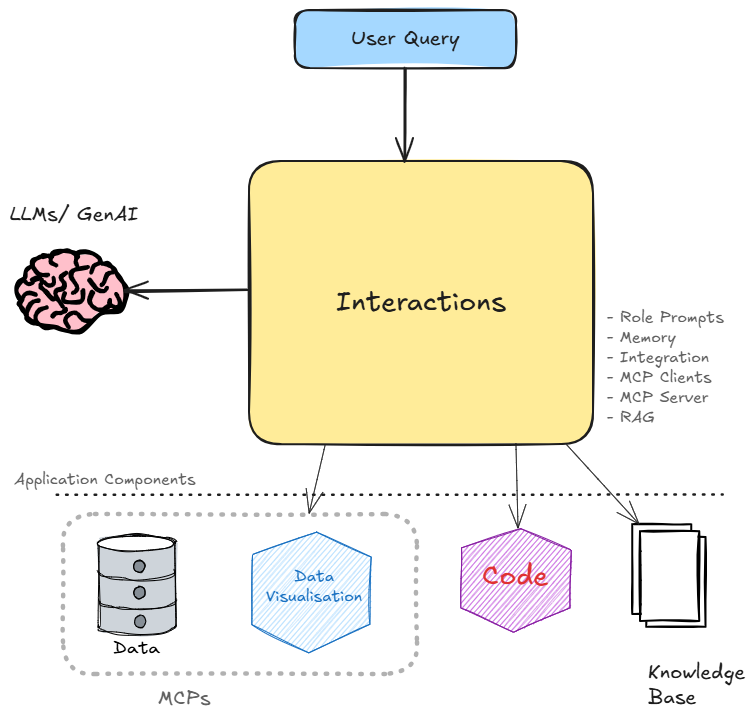 User Query
LLMs/ GenAI
Interactions
- Role Prompts
- Memory
- Integration
- MCP Clients
- MCP Server
- RAG
Application Components
Data
Visualisation
Code
Data
Knowledge
Base
MCPs